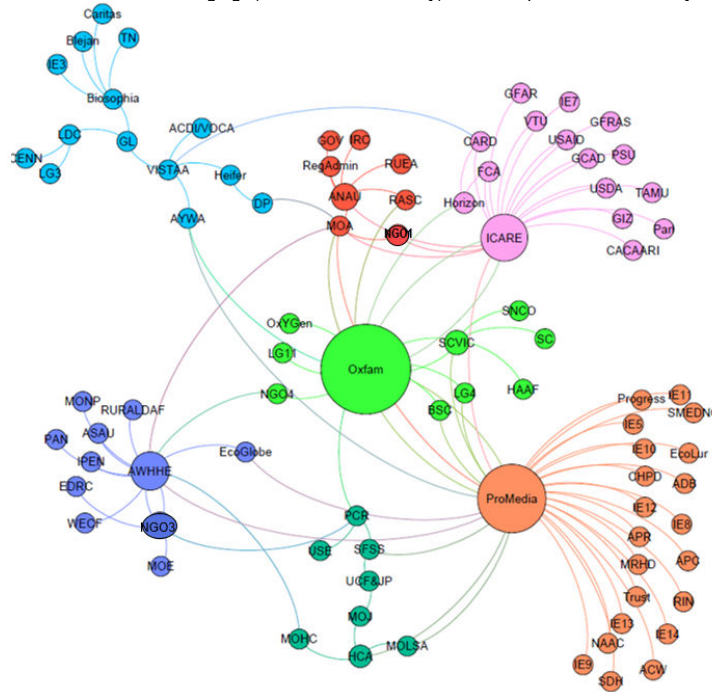 Caritas
Blejan
TN
IE3
Biosophia
LDC
GL
CENN
LG3
ACDI/VOCA
VISTAA
Heifer
DP
AYWA
GOV
IRC
RegAdmin
RUEA
ANAU
RASC
MOA
NGO1
GFAR
IE7
VTU
GFRAS
CARD
USAID
PSU
GCAD
FCA
USDA
TAMU
Horizon
GIZ
Pari
ICARE
CACAARI
OxYGen
SNCO
SCVIC
SC
LG11
Oxfam
NGO4
LG4
HAAF
BSC
MONP
RURALDAF
ASAU
PAN
IPEN
AWHHE
EcoGlobe
EDRC
WECF
NGO3
MOE
PCR
USE
SFSS
UCF&JP
MOJ
MOHC
HCA
MOLSA
ProMedia
Progress
IE11
SMEDNC
IE5
IE10
EcoLur
CHPD
ADB
IE12
IE8
APR
APC
MRHD
RIN
Trust
IE13
IE14
NAAC
IE9
SDH
ACW